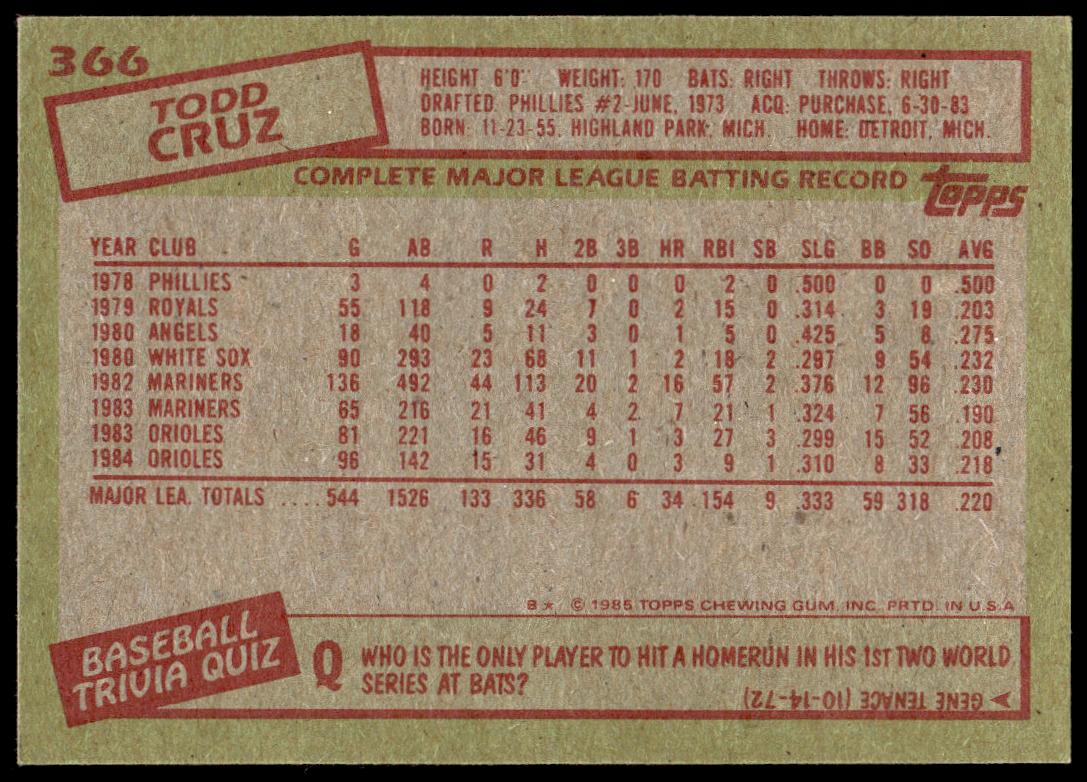 366
TODD
CRUZ
HEIGHT 6'0" WEIGHT: 170 BATS: RIGHT THROWS: RIGHT
DRAFTED: PHILLIES #2-JUNE, 1973 ACQ: PURCHASE, 6-30-83
BORN: 11-23-55, HIGHLAND PARK, MICH. HOME: DETROIT, MICH.
COMPLETE MAJOR LEAGUE BATTING RECORD
topps
YEAR CLUB G AB R H 2B 3B HR RBI SB SLG BB SO AVG
1978 PHILLIES 3 4 0 2 0 0 0 2 0 .500 0 0 .500
1979 ROYALS 55 118 9 24 7 0 2 15 0 .314 3 19 .203
1980 ANGELS 18 40 5 11 3 0 1 5 0 .425 5 8 .275
1980 WHITE SOX 90 293 23 68 11 1 2 18 2 .297 9 54 .232
1982 MARINERS 136 492 44 113 20 2 16 57 2 .376 12 96 .230
1983 MARINERS 65 216 21 41 4 2 7 21 1 .324 7 56 .190
1983 ORIOLES 81 221 16 46 9 1 3 27 3 .299 15 52 .208
1984 ORIOLES 96 142 15 31 4 0 3 9 1 .310 8 33 .218
MAJOR LEA. TOTALS ....544 1526 133 336 58 6 34 154 9 .333 59 318 .220
B★ © 1985 TOPPS CHEWING GUM, INC. PRTD. IN U.S.A
BASEBALL
TRIVIA QUIZ
Q WHO IS THE ONLY PLAYER TO HIT A HOMERUN IN HIS 1ST TWO WORLD
SERIES AT BATS?
GENE TENACE (10-14-72)